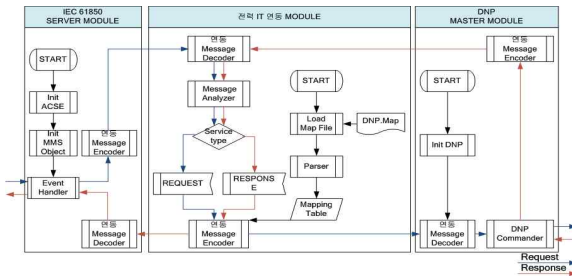 IEC 61850
SERVER MODULE
전력 IT 연동 MODULE
DNP
MASTER MODULE
START
Init
ACSE
Init
MMS
Object
Event
Handler
연동
Message
Encoder
연동
Message
Decoder
연동
Message
Decoder
Message
Analyzer
Service
type
REQUEST
RESPONS
E
연동
Message
Encoder
START
Load
Map File
DNP.Map
Parser
Mapping
Table
START
Init DNP
연동
Message
Decoder
연동
Message
Encoder
DNP
Commander
Request
Response